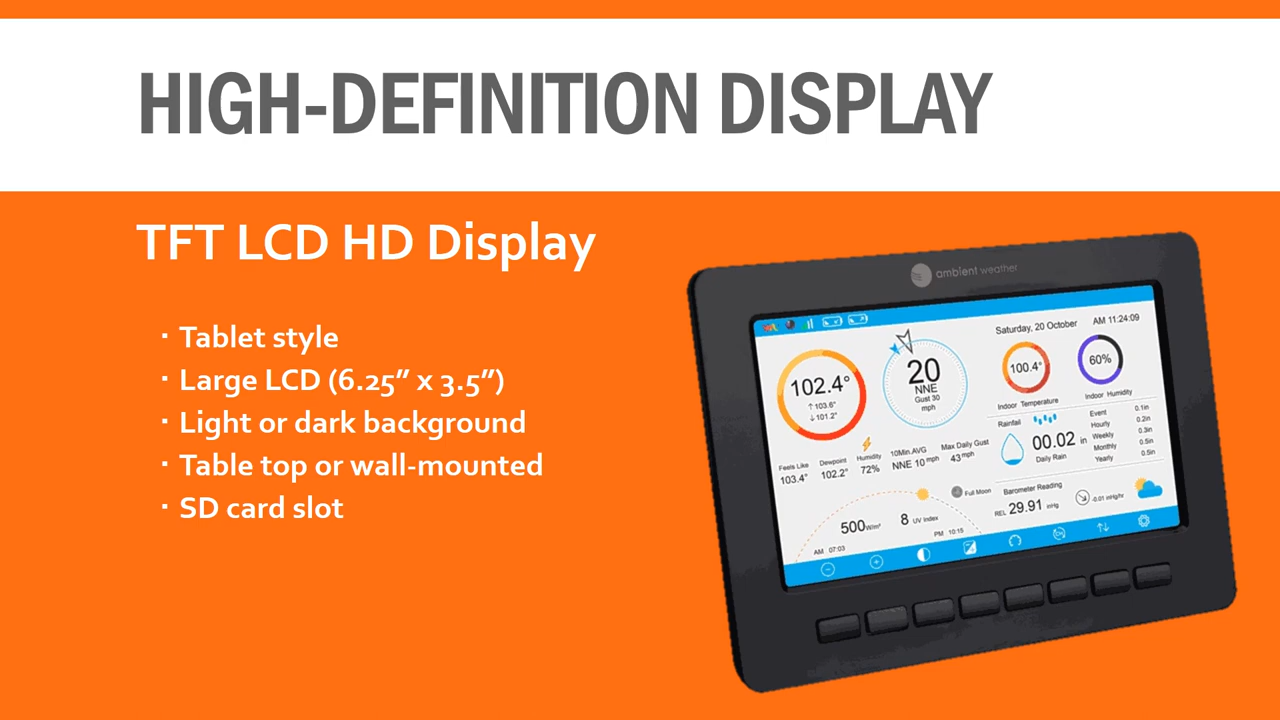 HIGH-DEFINITION DISPLAY
TFT LCD HD Display
▪ Tablet style
▪ Large LCD (6.25” x 3.5”)
▪ Light or dark background
▪ Table top or wall-mounted
▪ SD card slot
ambient weather
Saturday, 20 October AM 11:24:09
102.4°
↑103.6°
↓101.2°
20
NNE
Gust 30
mph
100.4°
Indoor Temperature
60%
Indoor Humidity
Feels Like
103.4°
Dewpoint
102.2°
Humidity
72%
10Min.AVG
NNE 10 mph
Max Daily Gust
43 mph
Rainfall
00.02 in
Daily Rain
Event 0.1in
Hourly 0.2in
Weekly 0.3in
Monthly 0.5in
Yearly 0.5in
500 W/m²
8 UV Index
AM 07:03
PM 10:15
Full Moon
Barometer Reading
REL 29.91 inHg
-0.01 inHg/hr